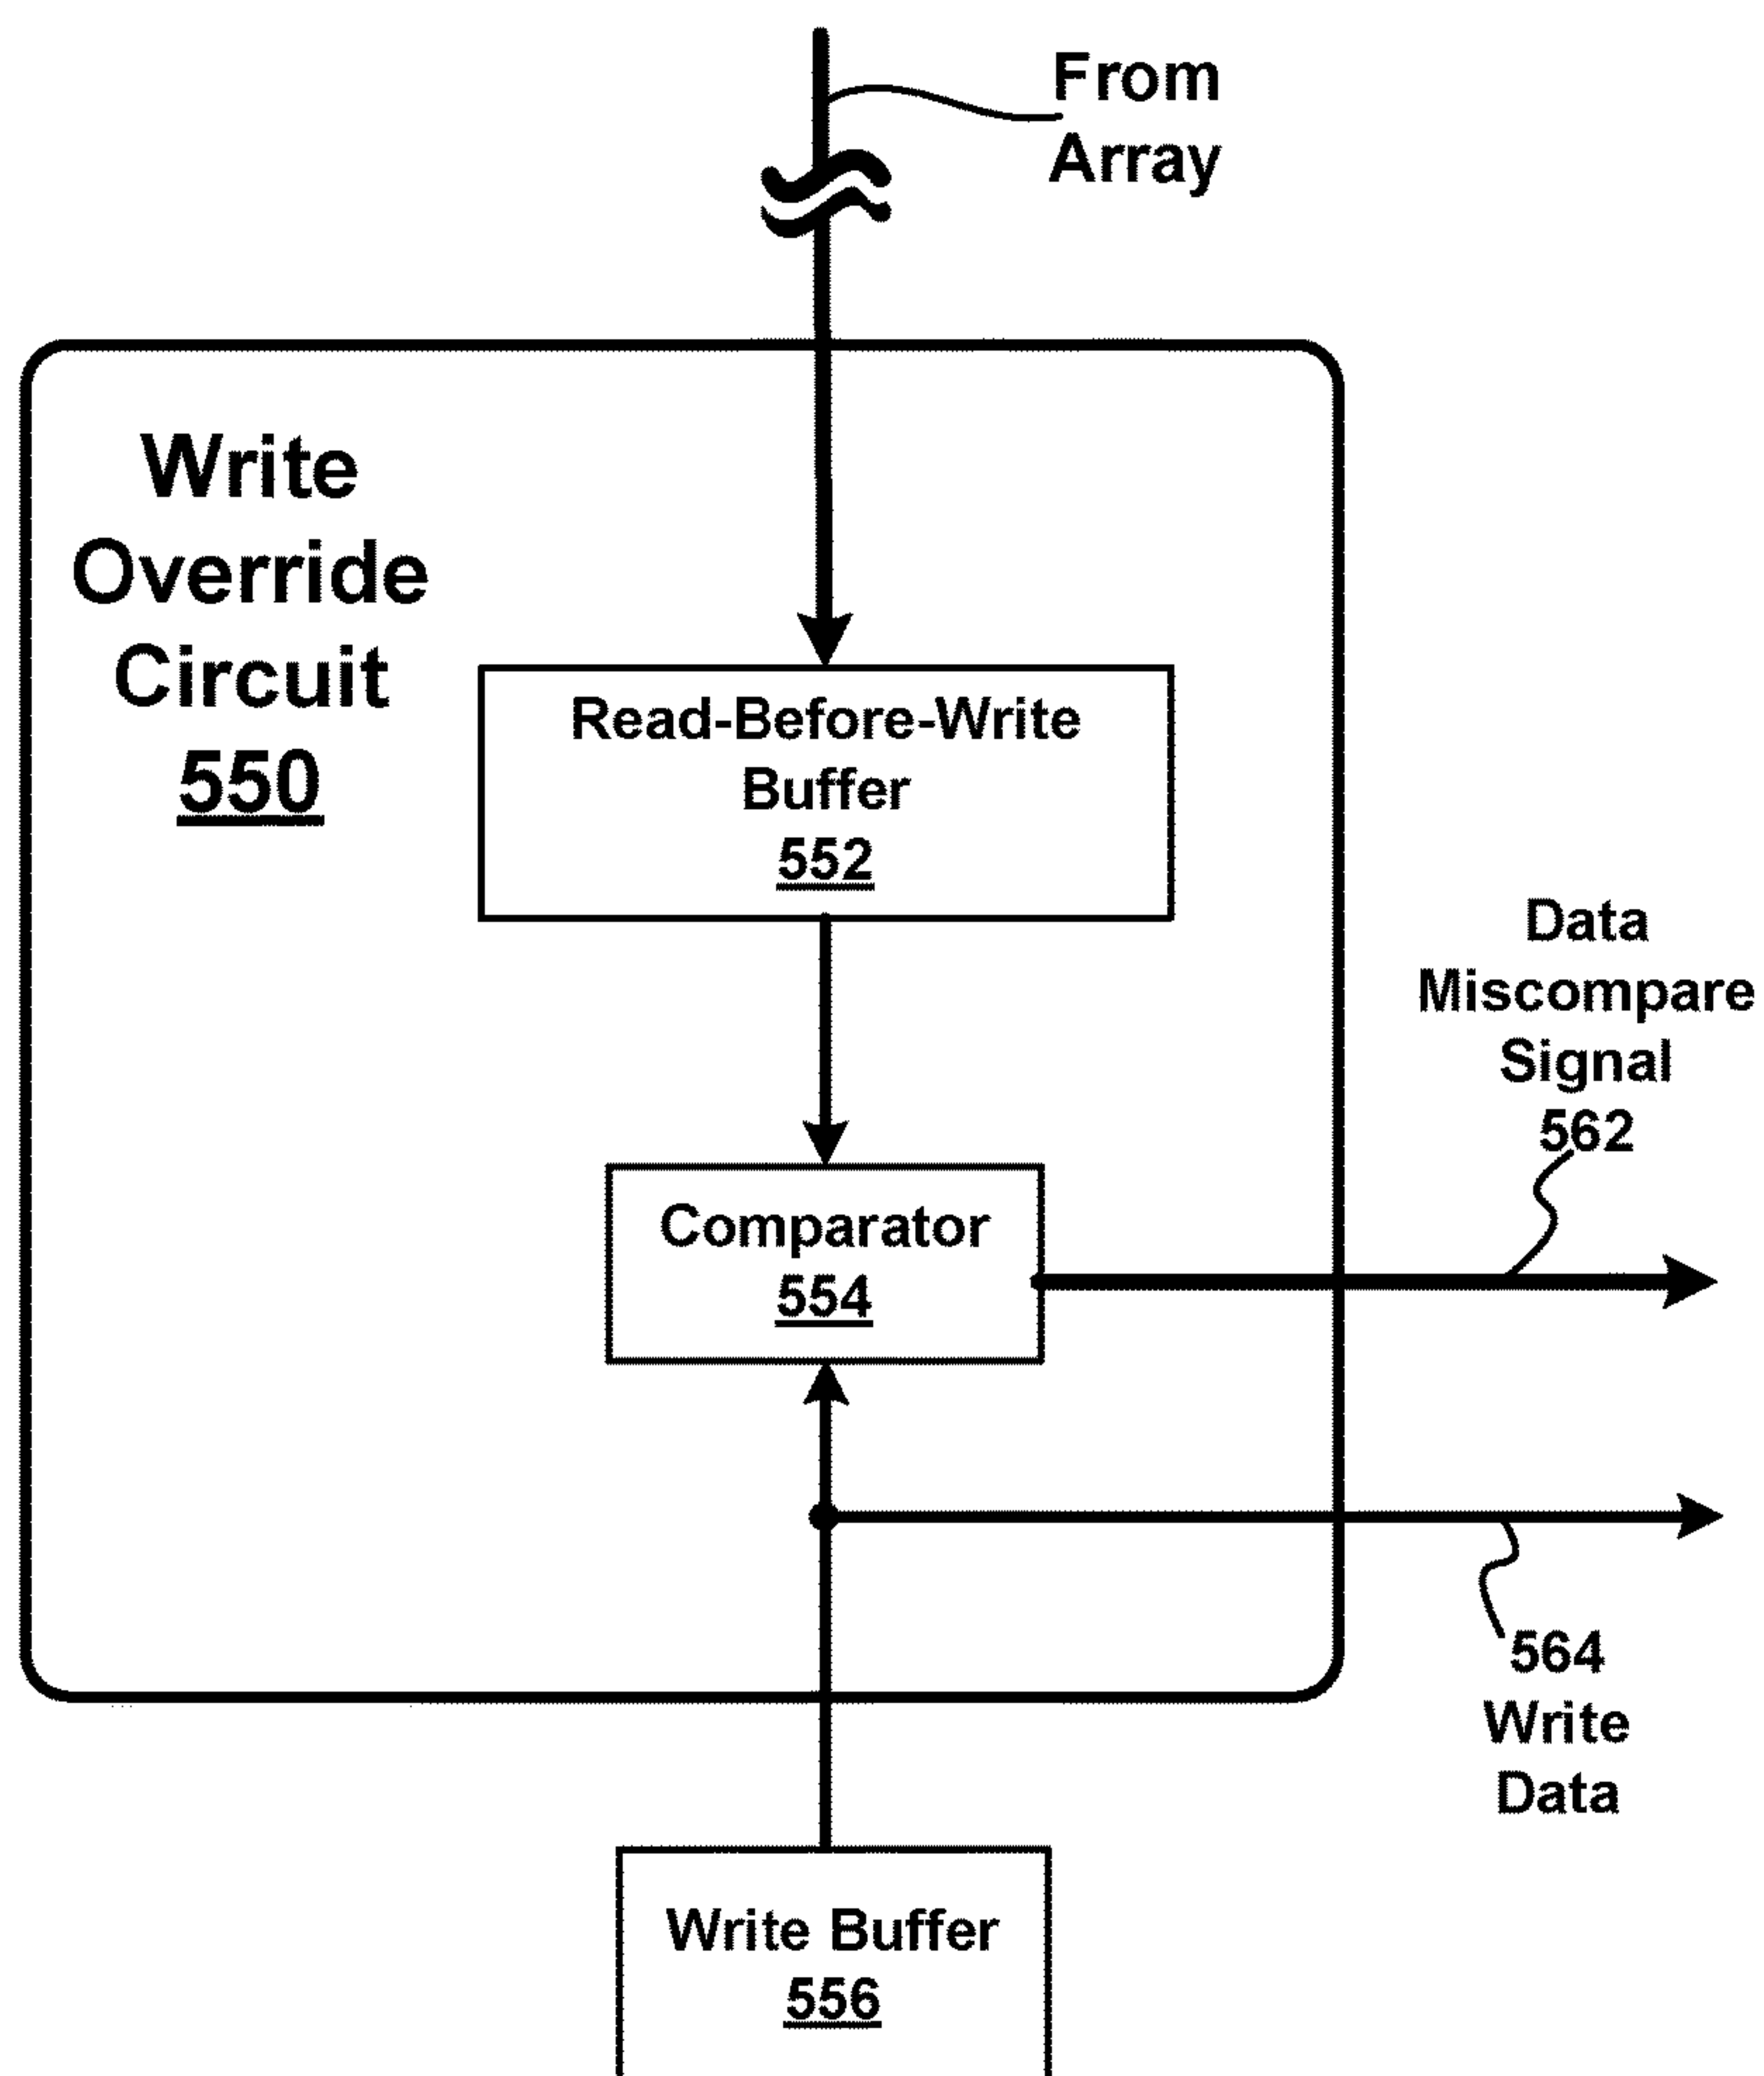 From
Array
Write
Override
Circuit
550
Read-Before-Write
Buffer
552
Data
Miscompare
Signal
562
Comparator
554
564
Write
Data
Write Buffer
556